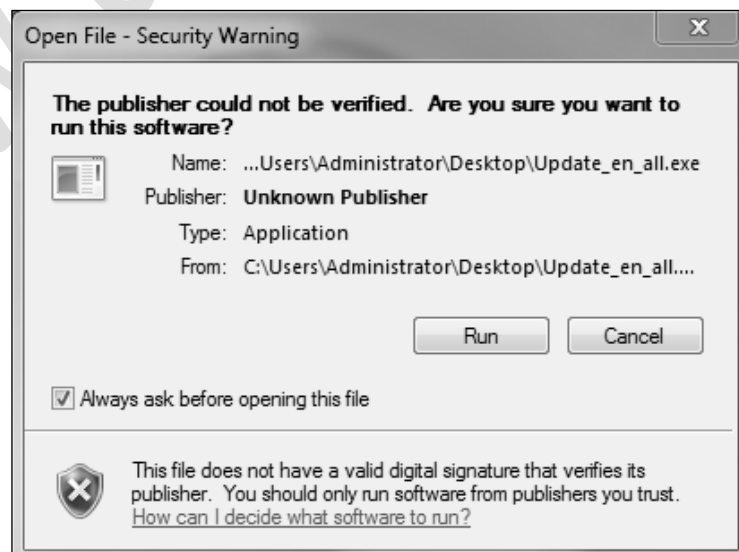 Open File - Security Warning
The publisher could not be verified.  Are you sure you want to
run this software?
Name: ...Users\Administrator\Desktop\Update_en_all.exe
Publisher: Unknown Publisher
Type: Application
From: C:\Users\Administrator\Desktop\Update_en_all....
Run Cancel
Always ask before opening this file
This file does not have a valid digital signature that verifies its
publisher.  You should only run software from publishers you trust.
How can I decide what software to run?